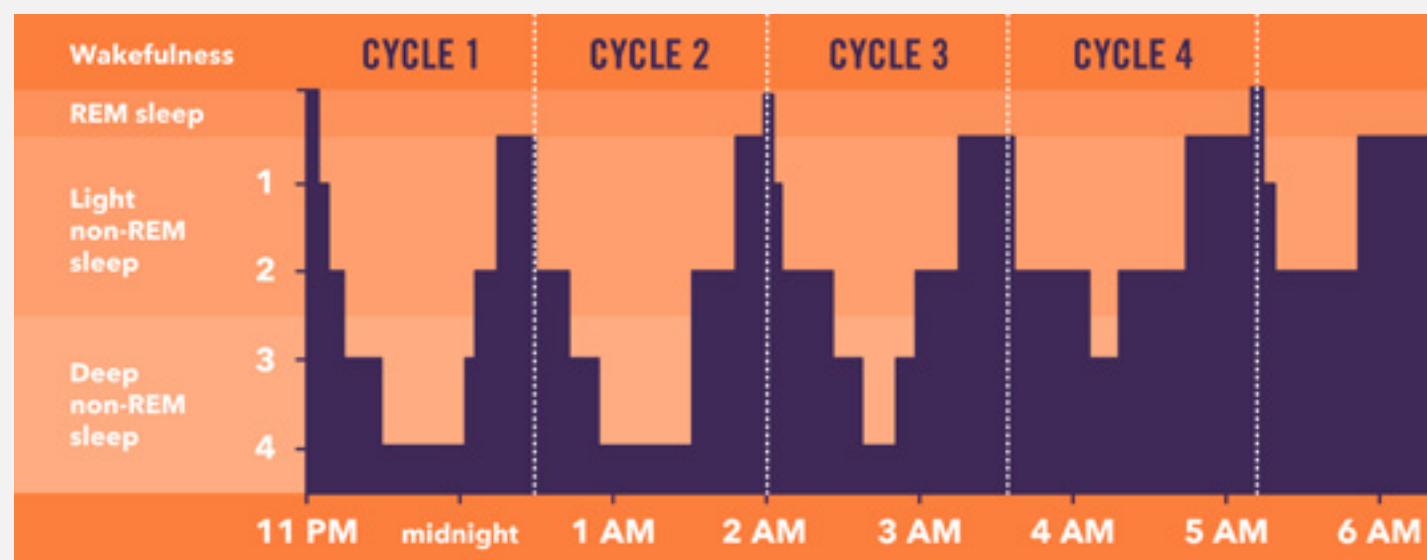 Wakefulness
CYCLE 1
CYCLE 2
CYCLE 3
CYCLE 4
REM sleep
Light
non-REM
sleep
1
2
Deep
non-REM
sleep
3
4
11 PM
midnight
1 AM
2 AM
3 AM
4 AM
5 AM
6 AM